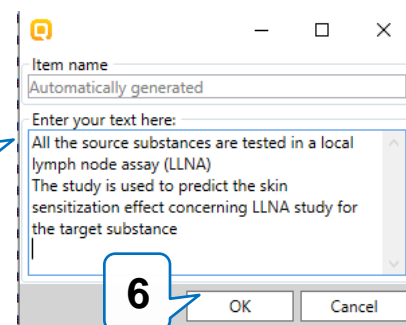 Item name
Automatically generated
Enter your text here:
All the source substances are tested in a local
lymph node assay (LLNA)
The study is used to predict the skin
sensitization effect concerning LLNA study for
the target substance
6
OK
Cancel